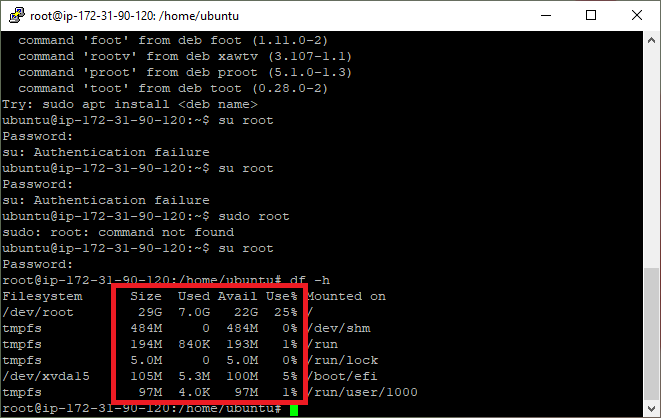 root@ip-172-31-90-120: /home/ubuntu
command 'foot' from deb foot (1.11.0-2)
command 'rootv' from deb xawtv (3.107-1.1)
command 'proot' from deb proot (5.1.0-1.3)
command 'toot' from deb toot (0.28.0-2)
Try: sudo apt install <deb name>
ubuntu@ip-172-31-90-120:~$ su root
Password:
su: Authentication failure
ubuntu@ip-172-31-90-120:~$ su root
Password:
su: Authentication failure
ubuntu@ip-172-31-90-120:~$ sudo root
sudo: root: command not found
ubuntu@ip-172-31-90-120:~$ su root
Password:
root@ip-172-31-90-120:/home/ubuntu# df -h
Filesystem Size Used Avail Use% Mounted on
/dev/root 29G 7.0G 22G 25% /
tmpfs 484M 0 484M 0% /dev/shm
tmpfs 194M 840K 193M 1% /run
tmpfs 5.0M 0 5.0M 0% /run/lock
/dev/xvda15 105M 5.3M 100M 5% /boot/efi
tmpfs 97M 4.0K 97M 1% /run/user/1000
root@ip-172-31-90-120:/home/ubuntu#